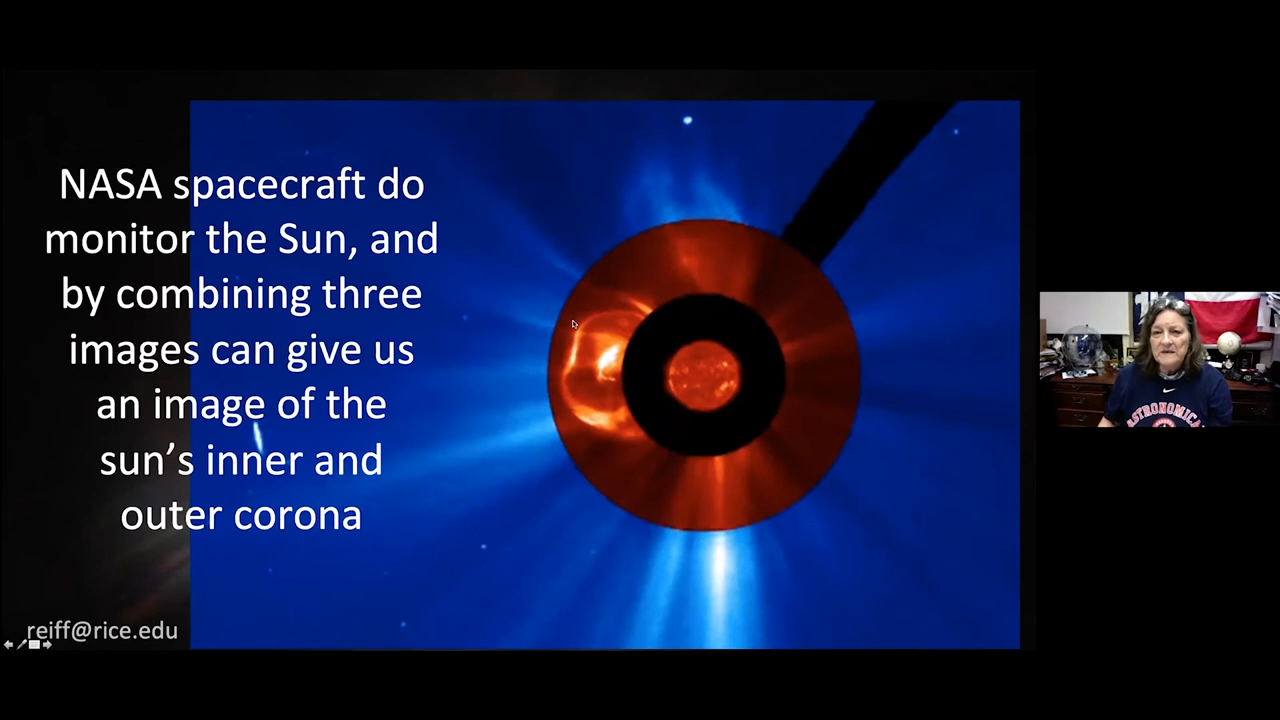 NASA spacecraft do
monitor the Sun, and
by combining three
images can give us
an image of the
sun's inner and
outer corona
reiff@rice.edu
ASTRONOMICA